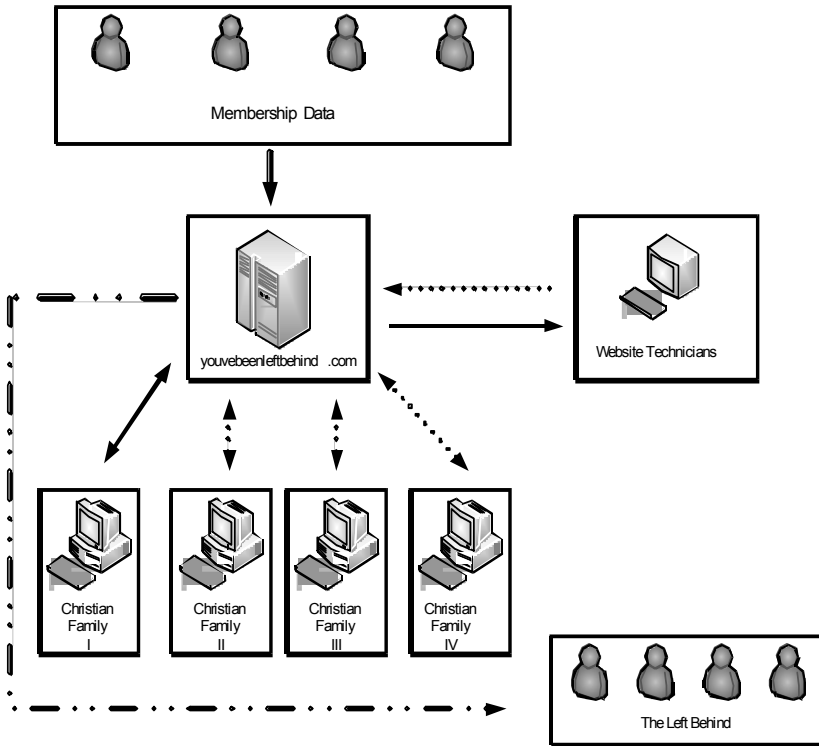 Membership Data
youvebeenleftbehind .com
Website Technicians
Christian
Family
I
Christian
Family
II
Christian
Family
III
Christian
Family
IV
The Left Behind